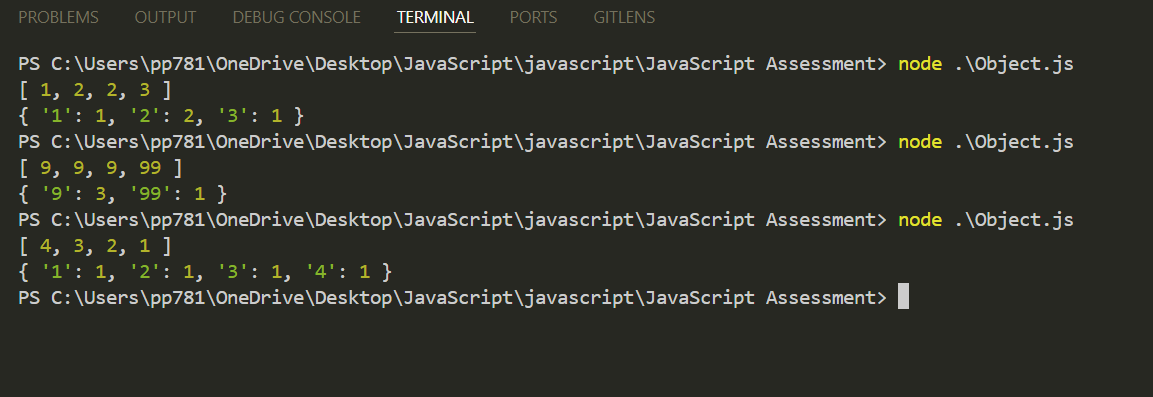 PROBLEMS OUTPUT DEBUG CONSOLE TERMINAL PORTS GITLENS
PS C:\Users\pp781\OneDrive\Desktop\JavaScript\javascript\JavaScript Assessment> node .\Object.js
[ 1, 2, 2, 3 ]
{ '1': 1, '2': 2, '3': 1 }
PS C:\Users\pp781\OneDrive\Desktop\JavaScript\javascript\JavaScript Assessment> node .\Object.js
[ 9, 9, 9, 99 ]
{ '9': 3, '99': 1 }
PS C:\Users\pp781\OneDrive\Desktop\JavaScript\javascript\JavaScript Assessment> node .\Object.js
[ 4, 3, 2, 1 ]
{ '1': 1, '2': 1, '3': 1, '4': 1 }
PS C:\Users\pp781\OneDrive\Desktop\JavaScript\javascript\JavaScript Assessment>